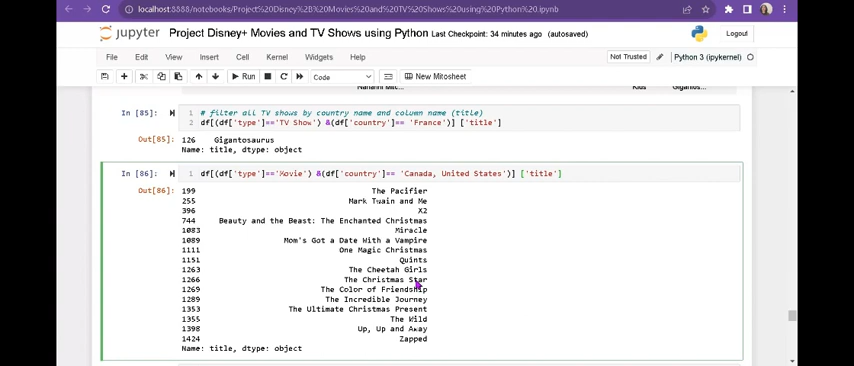 localhost:8888/notebooks/Project%20Disney%2B%20Movies%20and%20TV%20Shows%20using%20Python%20.ipynb
jupyter Project Disney+ Movies and TV Shows using Python Last Checkpoint: 34 minutes ago (autosaved) Logout
File Edit View Insert Cell Kernel Widgets Help Not Trusted Python 3 (ipykernel)
Run Code New Mitosheet
In [85]: 1 # filter all TV shows by country name and column name (title)
2 df[(df['type']=='TV Show') &(df['country']== 'France')] ['title']
Out[85]: 126 Gigantosaurus
Name: title, dtype: object
In [86]: 1 df[(df['type']=='Movie') &(df['country']== 'Canada, United States')] ['title']
Out[86]: 199 The Pacifier
255 Mark Twain and Me
396 X2
744 Beauty and the Beast: The Enchanted Christmas
1083 Miracle
1089 Mom's Got a Date With a Vampire
1111 One Magic Christmas
1151 Quints
1263 The Cheetah Girls
1266 The Christmas Star
1269 The Color of Friendship
1289 The Incredible Journey
1353 The Ultimate Christmas Present
1355 The Wild
1398 Up, Up and Away
1424 Zapped
Name: title, dtype: object